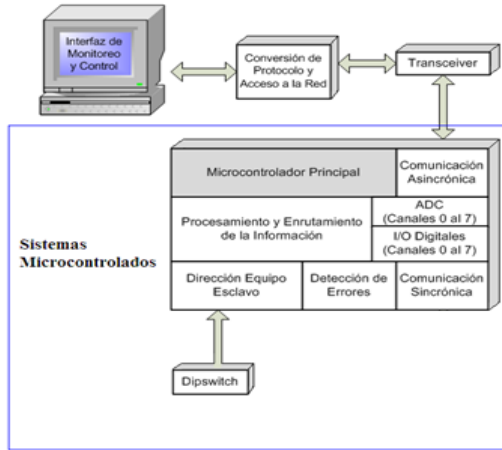 Interfaz de
Monitoreo
y Control
Conversión de
Protocolo y
Acceso a la Red
Transceiver
Sistemas
Microcontrolados
Microcontrolador Principal
Comunicación
Asincrónica
Procesamiento y Enrutamiento
de la Información
ADC
(Canales 0 al 7)
I/O Digitales
(Canales 0 al 7)
Dirección Equipo
Esclavo
Detección de
Errores
Comunicación
Sincrónica
Dipswitch